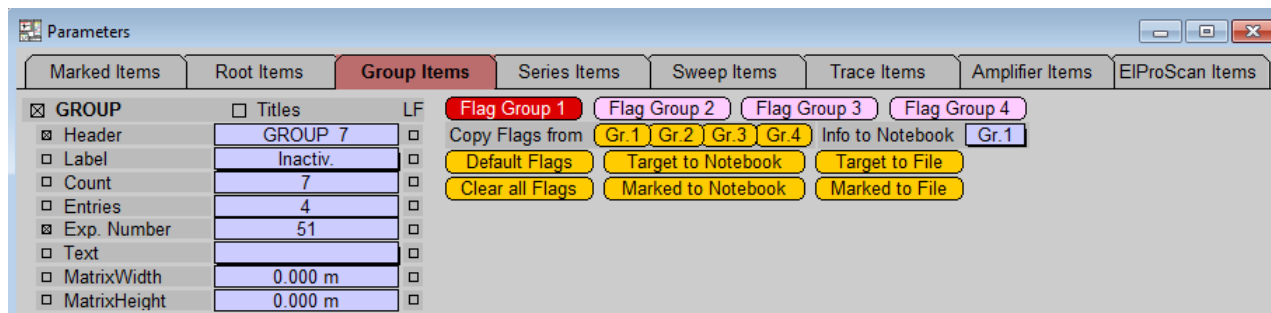 Parameters
Marked Items Root Items Group Items Series Items Sweep Items Trace Items Amplifier Items ElProScan Items
GROUP Titles LF Flag Group 1 Flag Group 2 Flag Group 3 Flag Group 4
Header GROUP 7 Copy Flags from Gr.1 Gr.2 Gr.3 Gr.4 Info to Notebook Gr.1
Label Inactiv. Default Flags Target to Notebook Target to File
Count 7 Clear all Flags Marked to Notebook Marked to File
Entries 4
Exp. Number 51
Text
MatrixWidth 0.000 m
MatrixHeight 0.000 m